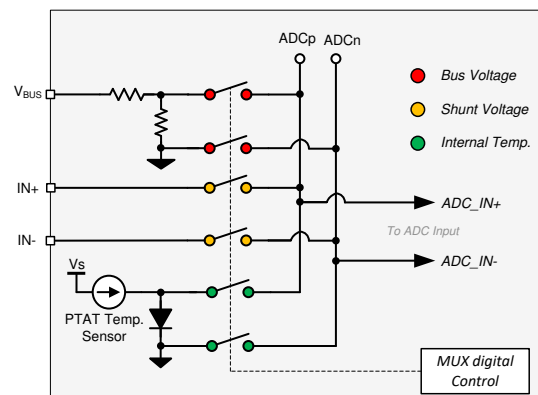 ADCp ADCn
VBUS
Bus Voltage
Shunt Voltage
Internal Temp.
IN+
ADC_IN+
To ADC Input
IN-
ADC_IN-
Vs
PTAT Temp.
Sensor
MUX digital
Control